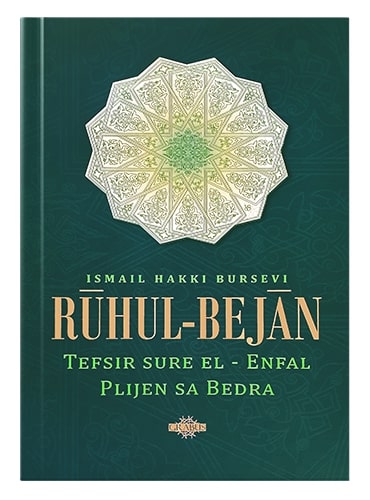 ISMAIL HAKKI BURSEVI
RŪHUL-BEJĀN
TEFSIR SURE EL - ENFAL
PLIJEN SA BEDRA